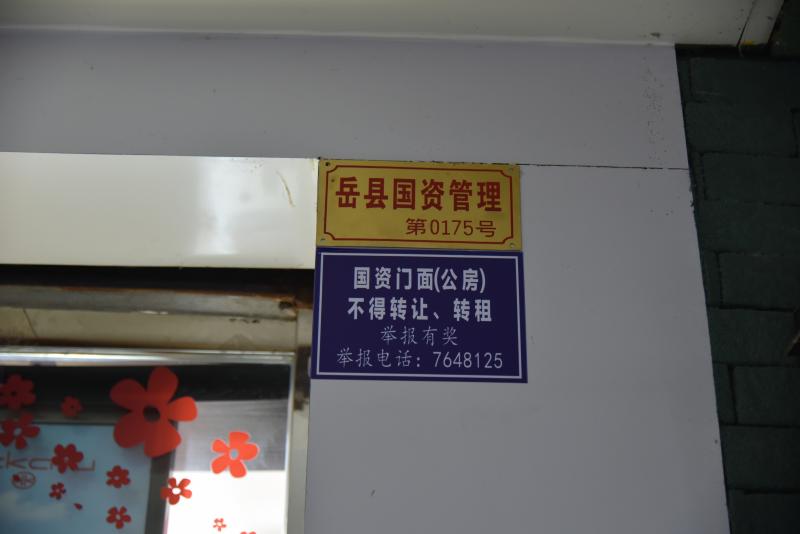 岳县国资管理
第0175号
国资门面(公房)
不得转让、转租
举报有奖
举报电话：7648125